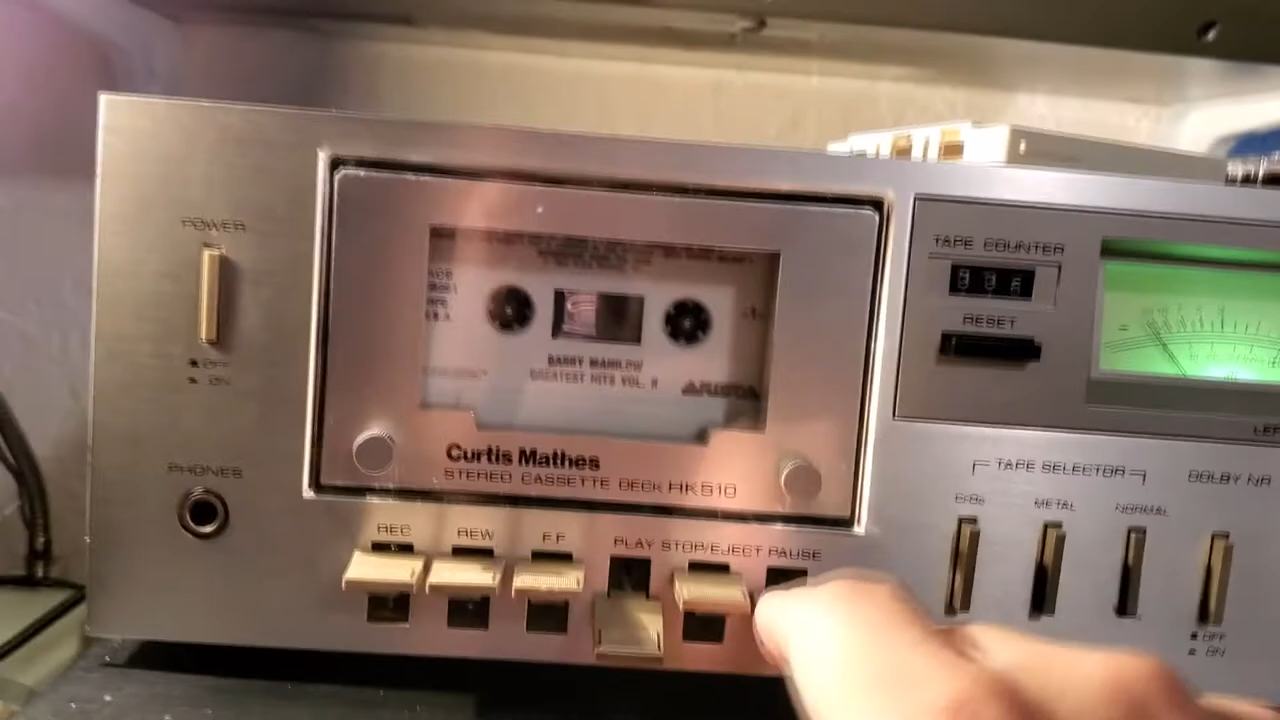 POWER
OFF
ON
PHONES
BARRY MANILOW
GREATEST HITS VOL. II
ARISTA
Curtis Mathes
STEREO CASSETTE DECK HK510
REC
REW
F.F
PLAY
STOP/EJECT
PAUSE
TAPE COUNTER
RESET
LEF
TAPE SELECTOR
CrO2
METAL
NORMAL
DOLBY NR
OFF
ON